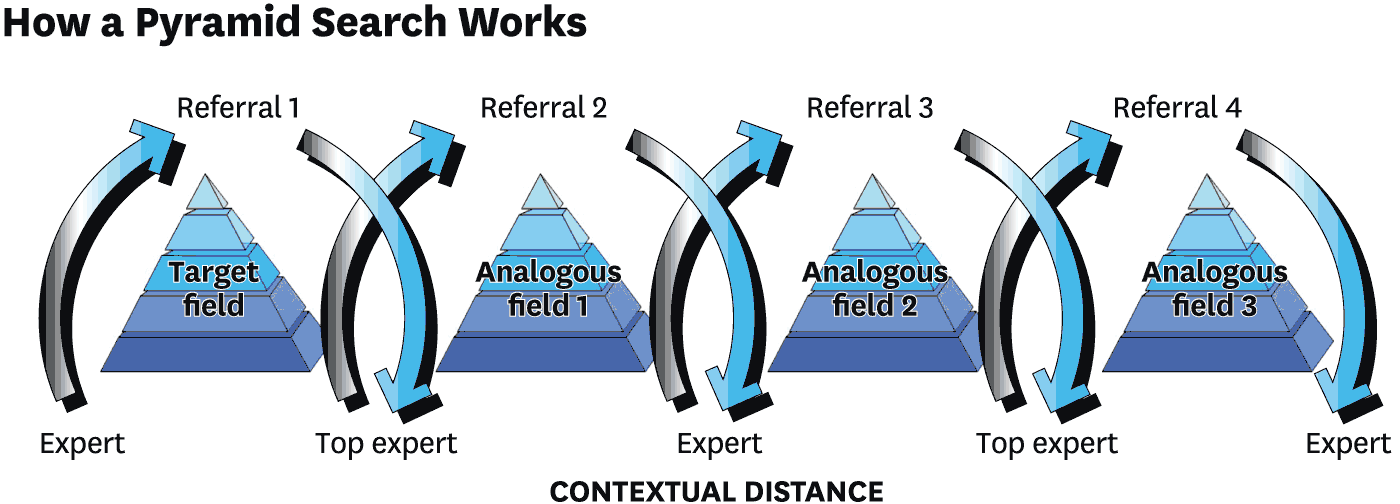 How a Pyramid Search Works
Referral 1
Referral 2
Referral 3
Referral 4
Target
field
Analogous
field 1
Analogous
field 2
Analogous
field 3
Expert
Top expert
Expert
Top expert
Expert
CONTEXTUAL DISTANCE